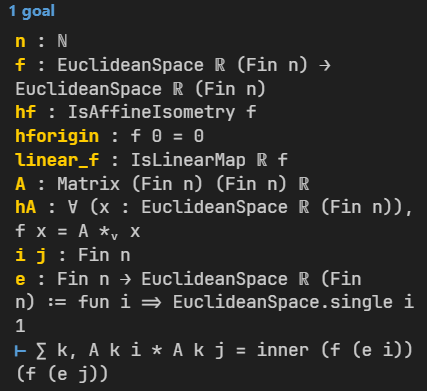 1 goal
n : ℕ
f : EuclideanSpace ℝ (Fin n) →
EuclideanSpace ℝ (Fin n)
hf : IsAffineIsometry f
hforigin : f 0 = 0
linear_f : IsLinearMap ℝ f
A : Matrix (Fin n) (Fin n) ℝ
hA : ∀ (x : EuclideanSpace ℝ (Fin n)),
f x = A *ᵥ x
i j : Fin n
e : Fin n → EuclideanSpace ℝ (Fin
n) := fun i => EuclideanSpace.single i
1
⊢ ∑ k, A k i * A k j = inner (f (e i))
(f (e j))